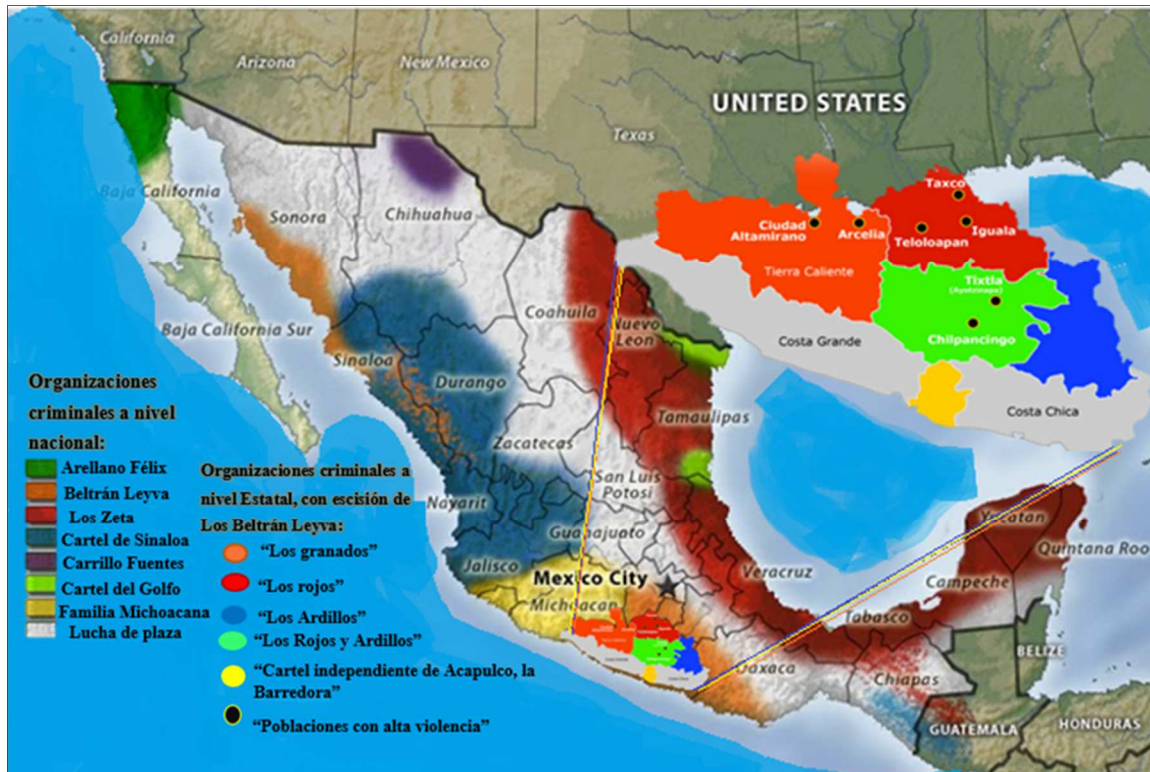 California
Arizona
New Mexico
UNITED STATES
Texas
Baja California
Sonora
Chihuahua
Coahuila
Baja California Sur
Sinaloa
Durango
Nuevo
Leon
Tamaulipas
Zacatecas
San Luis
Potosi
Nayarit
Guanajuato
Jalisco
Mexico City
Michoacan
Veracruz
Yucatan
Quintana Roo
Campeche
Tabasco
Oaxaca
Chiapas
BELIZE
GUATEMALA
HONDURAS
Taxco
Ciudad
Altamirano
Arcelia
Iguala
Teloloapan
Tierra Caliente
Tixtla
(Ayotzinapa)
Costa Grande
Chilpancingo
Costa Chica
Organizaciones
criminales a nivel
nacional:
Arellano Félix
Beltrán Leyva
Los Zeta
Cartel de Sinaloa
Carrillo Fuentes
Cartel del Golfo
Familia Michoacana
Lucha de plaza
Organizaciones criminales a
nivel Estatal, con escisión de
Los Beltrán Leyva:
“Los granados”
“Los rojos”
“Los Ardillos”
“Los Rojos y Ardillos”
“Cartel independiente de Acapulco, la
Barredora”
“Poblaciones con alta violencia”